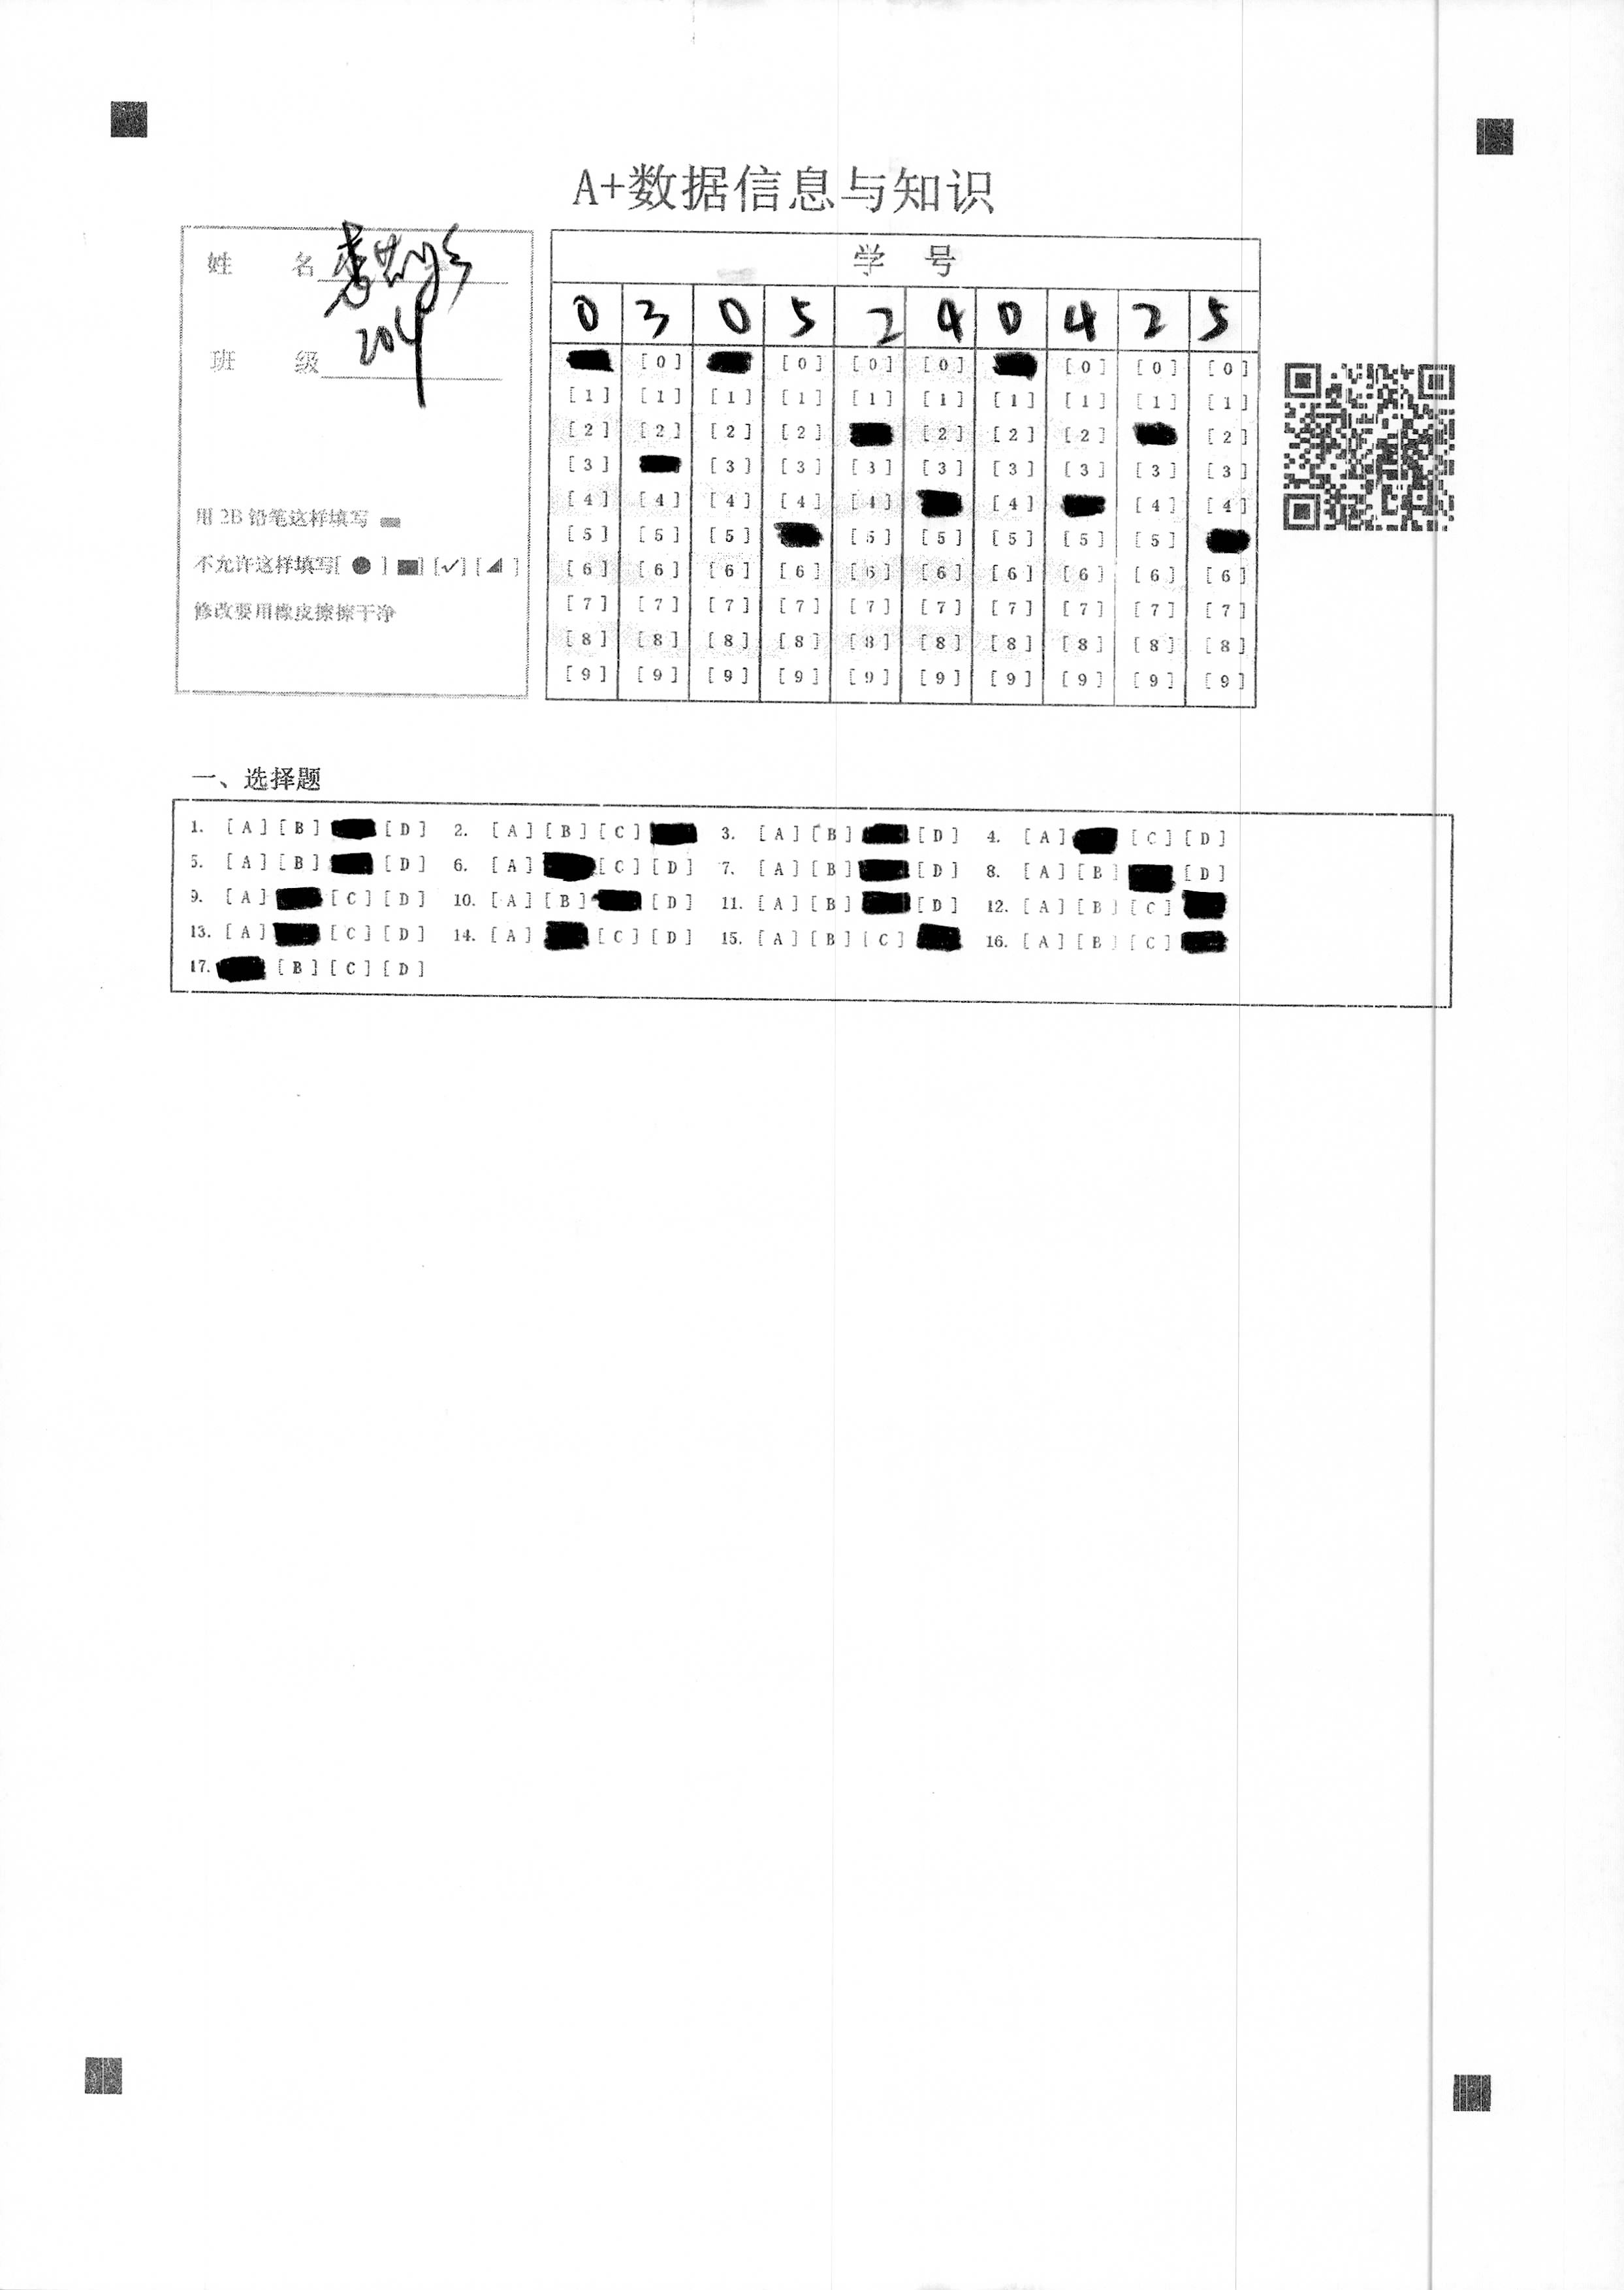 A+数据信息与知识
姓 名
204
班 级
用 2B 铅笔这样填写
不允许这样填写[ ● ] ■] [✓] [◢ ]
修改要用橡皮擦擦干净
学 号
0 3 0 5 2 4 0 4 2 5
[0] [0] [0] [0] [0] [0] [0]
[1] [1] [1] [1] [1] [1] [1] [1] [1] [1]
[2] [2] [2] [2] [2] [2] [2] [2]
[3] [3] [3] [3] [3] [3] [3] [3] [3]
[4] [4] [4] [4] [4] [4] [4] [4]
[5] [5] [5] [5] [5] [5] [5] [5]
[6] [6] [6] [6] [6] [6] [6] [6] [6] [6]
[7] [7] [7] [7] [7] [7] [7] [7] [7] [7]
[8] [8] [8] [8] [8] [8] [8] [8] [8] [8]
[9] [9] [9] [9] [9] [9] [9] [9] [9] [9]
一、选择题
1. [A] [B] [D] 2. [A] [B] [C] 3. [A] [B] [D] 4. [A] [C] [D]
5. [A] [B] [D] 6. [A] [C] [D] 7. [A] [B] [D] 8. [A] [B] [D]
9. [A] [C] [D] 10. [A] [B] [D] 11. [A] [B] [D] 12. [A] [B] [C]
13. [A] [C] [D] 14. [A] [C] [D] 15. [A] [B] [C] 16. [A] [B] [C]
17. [B] [C] [D]